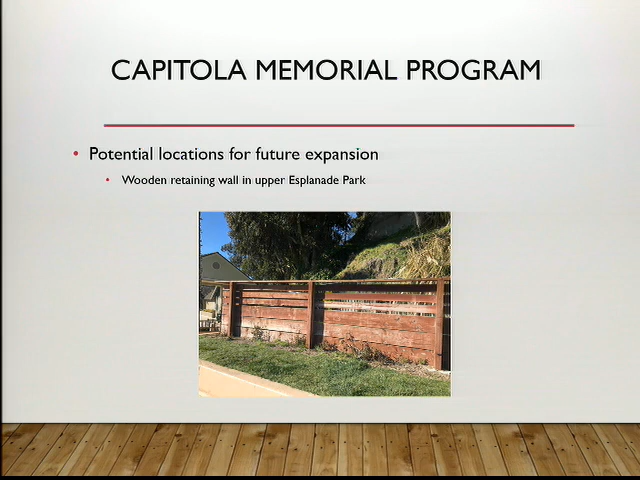 CAPITOLA MEMORIAL PROGRAM
• Potential locations for future expansion
• Wooden retaining wall in upper Esplanade Park